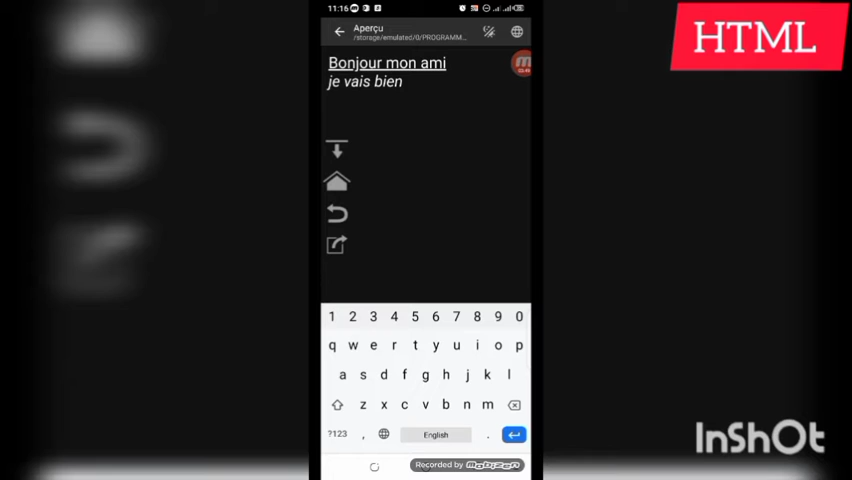 11:16
Aperçu
/storage/emulated/0/PROGRAMM...
HTML
Bonjour mon ami
je vais bien
1 2 3 4 5 6 7 8 9 0
q w e r t y u i o p
a s d f g h j k l
z x c v b n m
?123 , English .
Recorded by mobizen
InShOt